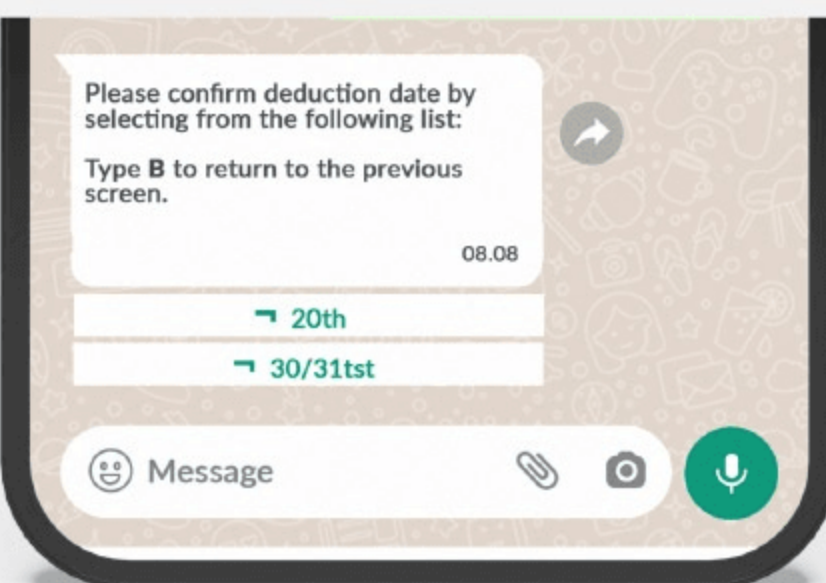 Please confirm deduction date by
selecting from the following list:
Type B to return to the previous
screen.
08.08
20th
30/31tst
Message